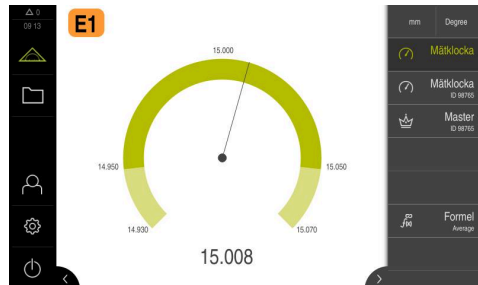 0
09:13
E1
15.000
14.950
15.050
14.930
15.070
15.008
mm Degree
Mätklocka
Mätklocka
ID 98765
Master
ID 98765
f(x) Formel
Average